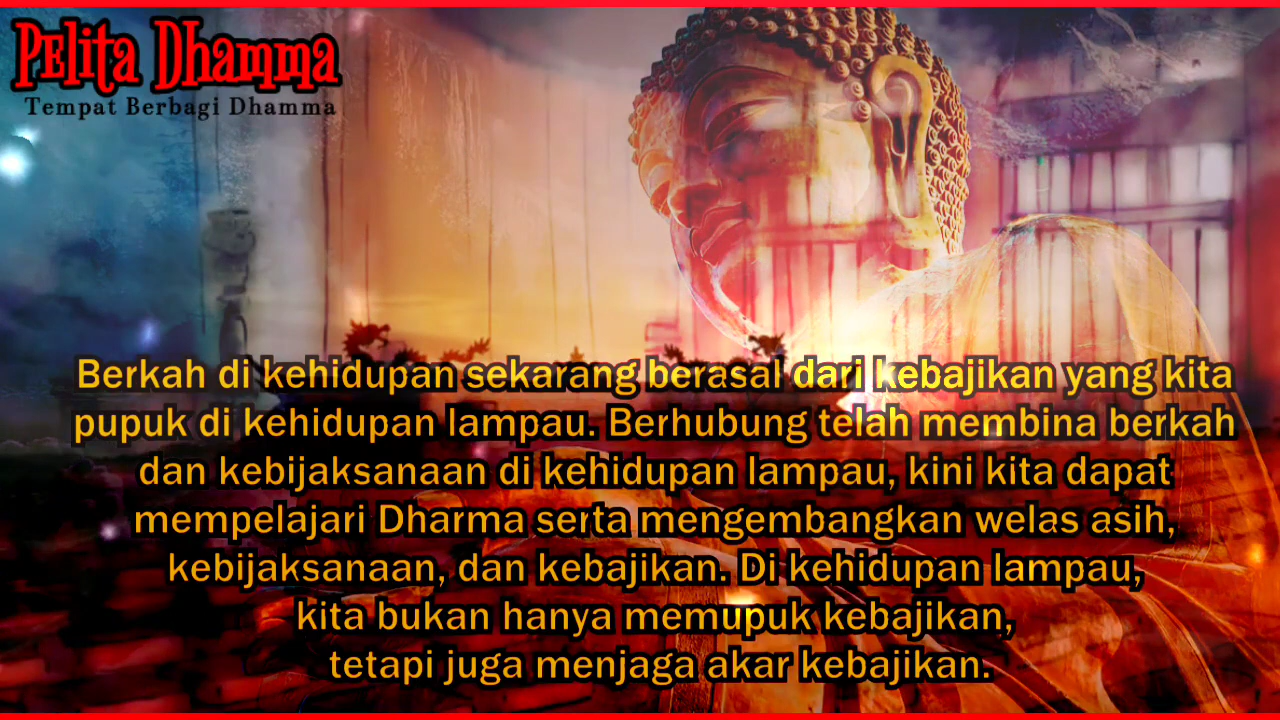 Pelita Dhamma
Tempat Berbagi Dhamma
Berkah di kehidupan sekarang berasal dari kebajikan yang kita
pupuk di kehidupan lampau. Berhubung telah membina berkah
dan kebijaksanaan di kehidupan lampau, kini kita dapat
mempelajari Dharma serta mengembangkan welas asih,
kebijaksanaan, dan kebajikan. Di kehidupan lampau,
kita bukan hanya memupuk kebajikan,
tetapi juga menjaga akar kebajikan.